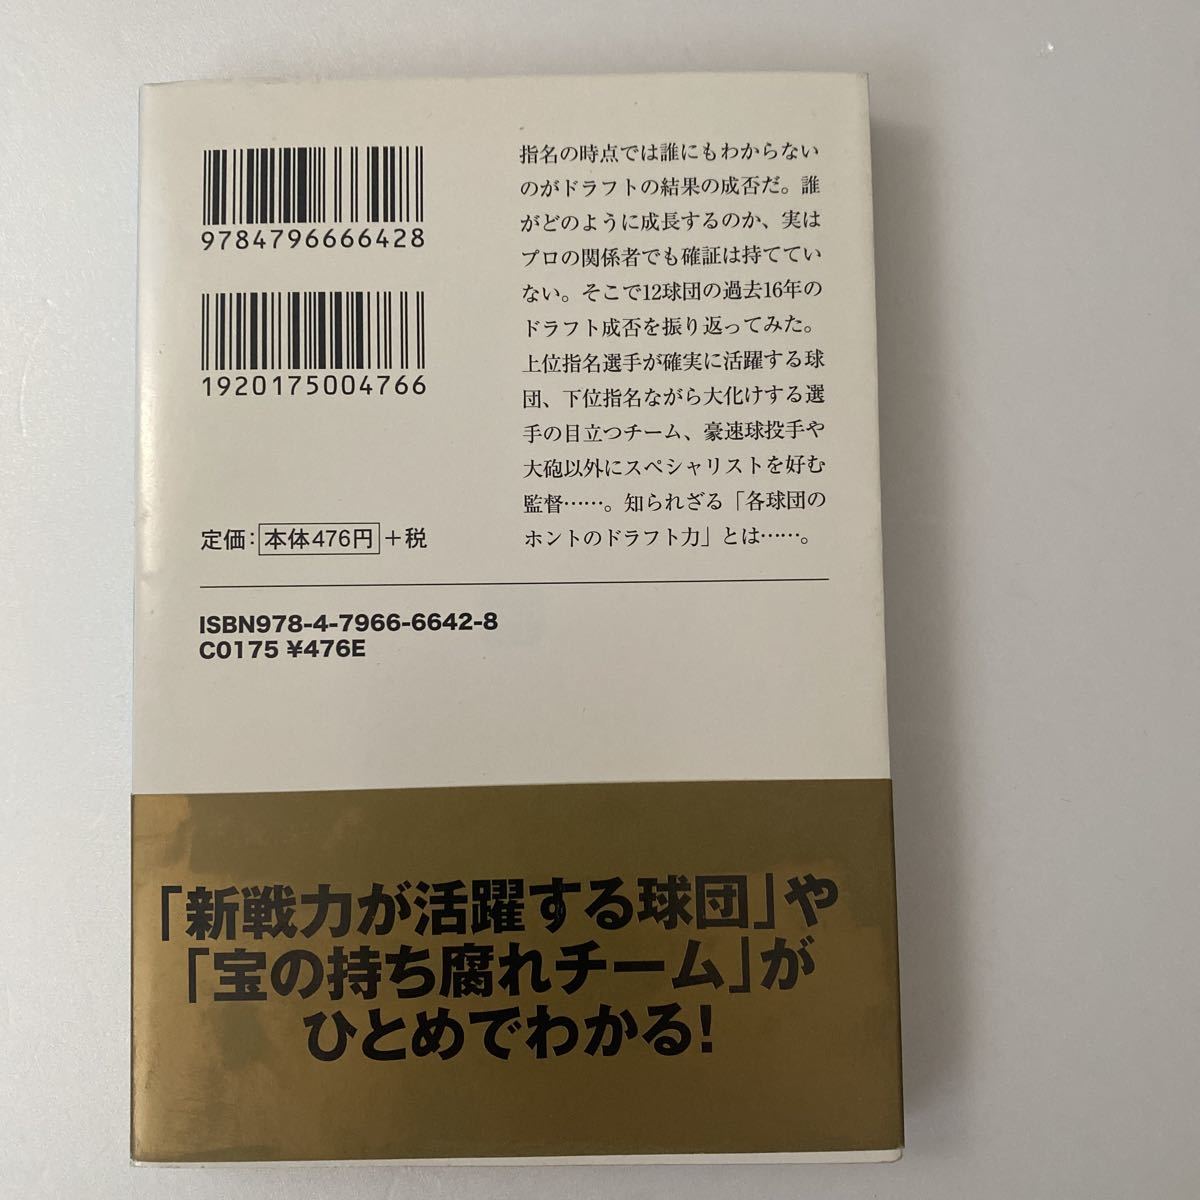 9784796666428
1920175004766
定価：本体476円＋税
指名の時点では誰にもわからない
のがドラフトの結果の成否だ。誰
がどのように成長するのか、実は
プロの関係者でも確証は持ててい
ない。そこで12球団の過去16年の
ドラフト成否を振り返ってみた。
上位指名選手が確実に活躍する球
団、下位指名ながら大化けする選
手の目立つチーム、豪速球投手や
大砲以外にスペシャリストを好む
監督……。知られざる「各球団の
ホントのドラフト力」とは……。
ISBN978-4-7966-6642-8
C0175 ¥476E
「新戦力が活躍する球団」や
「宝の持ち腐れチーム」が
ひとめでわかる!